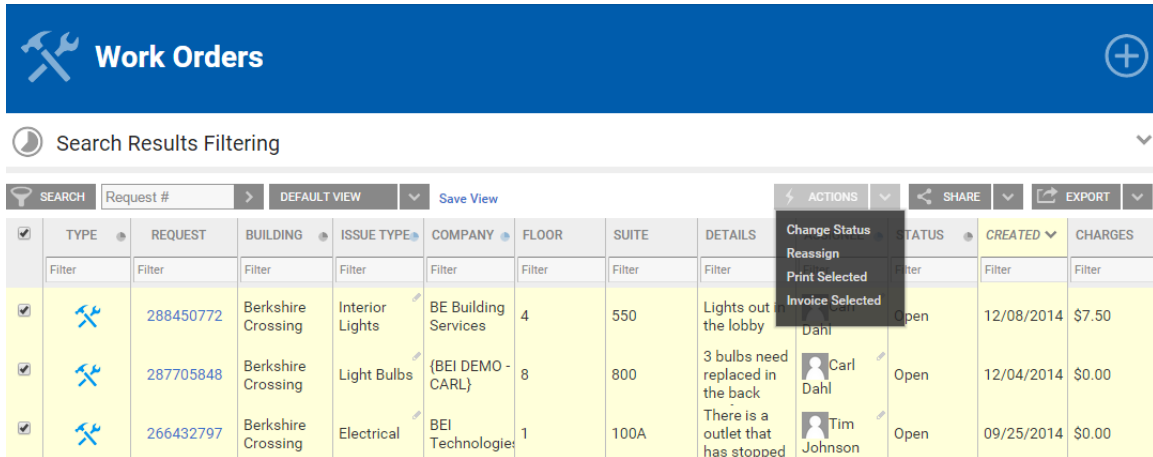 Work Orders
Search Results Filtering
SEARCH Request # DEFAULT VIEW Save View ACTIONS SHARE EXPORT
Change Status
Reassign
Print Selected
Invoice Selected
TYPE REQUEST BUILDING ISSUE TYPE COMPANY FLOOR SUITE DETAILS STATUS CREATED CHARGES
Filter Filter Filter Filter Filter Filter Filter Filter Filter Filter Filter
288450772 Berkshire Crossing Interior Lights BE Building Services 4 550 Lights out in the lobby Carl Dahl Open 12/08/2014 $7.50
287705848 Berkshire Crossing Light Bulbs {BEI DEMO - CARL} 8 800 3 bulbs need replaced in the back Carl Dahl Open 12/04/2014 $0.00
266432797 Berkshire Crossing Electrical BEI Technologies 1 100A There is a outlet that has stopped Tim Johnson Open 09/25/2014 $0.00